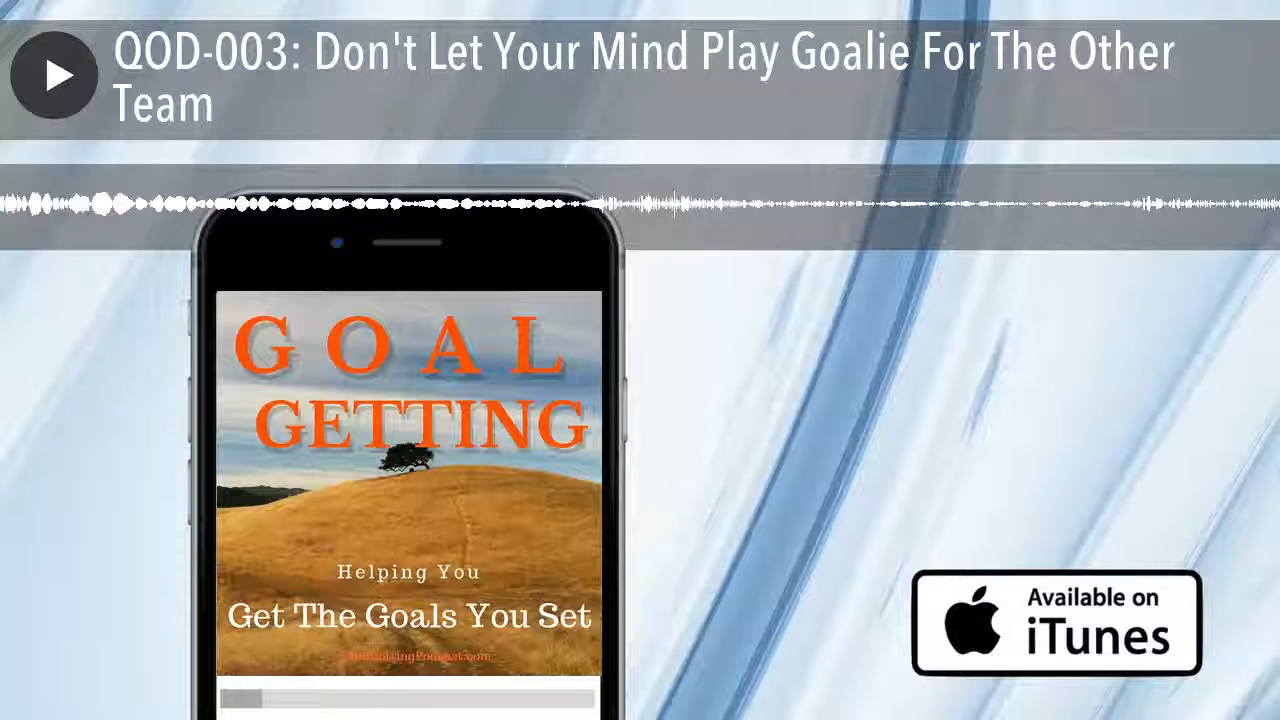 QOD-003: Don't Let Your Mind Play Goalie For The Other
Team
GOAL
GETTING
Helping You
Get The Goals You Set
Available on
iTunes